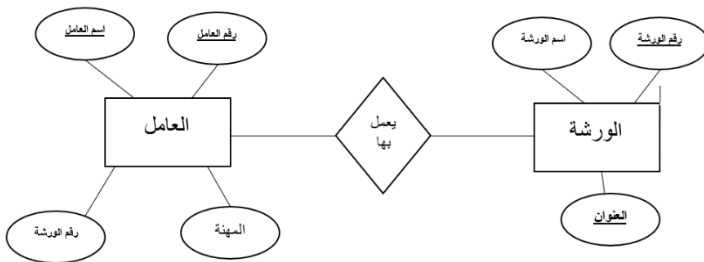 رقم الورشة
اسم الورشة
رقم العامل
اسم العامل
الورشة
يعمل
بها
العامل
العنوان
المهنة
رقم الورشة